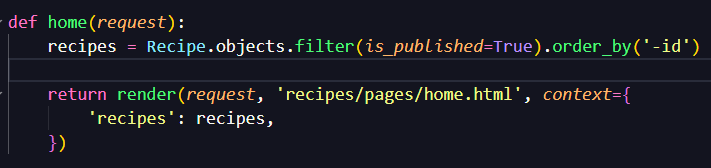 def home(request):
    recipes = Recipe.objects.filter(is_published=True).order_by('-id')
    return render(request, 'recipes/pages/home.html', context={
        'recipes': recipes,
    })